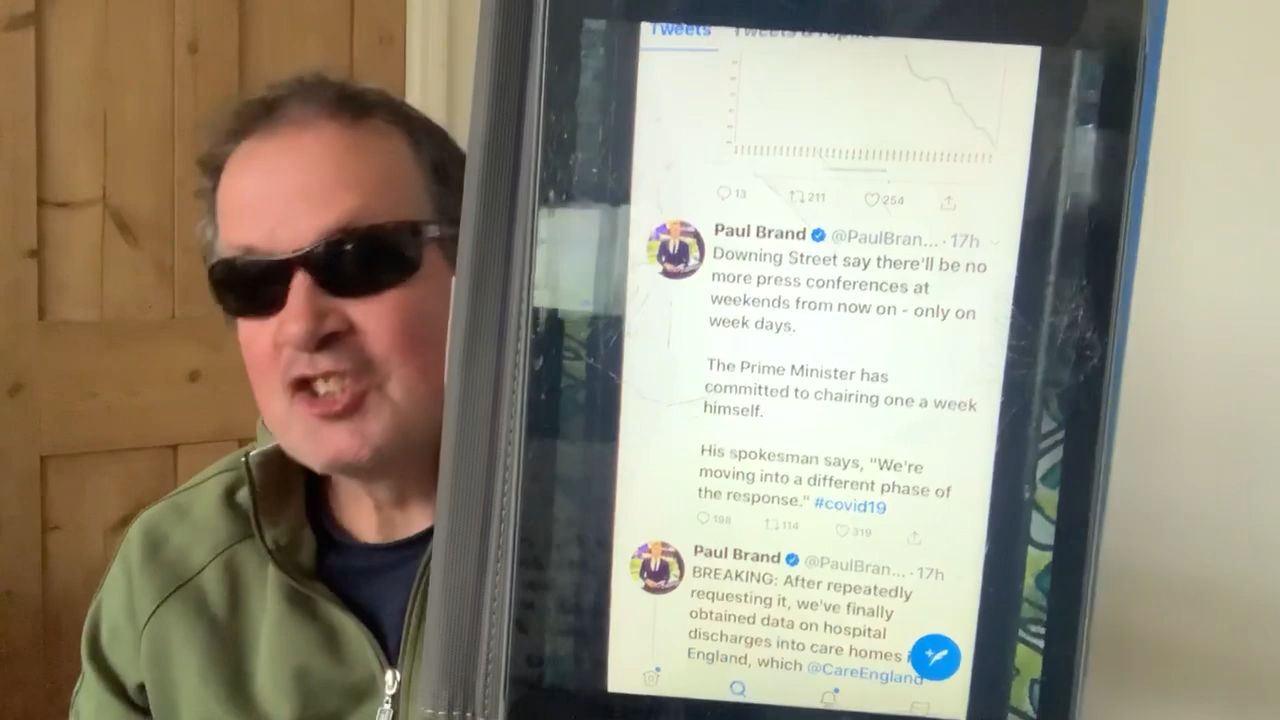 Tweets Tweets & replies
13 211 254
Paul Brand @PaulBran... · 17h
Downing Street say there'll be no
more press conferences at
weekends from now on - only on
week days.
The Prime Minister has
committed to chairing one a week
himself.
His spokesman says, "We're
moving into a different phase of
the response." #covid19
198 114 319
Paul Brand @PaulBran... · 17h
BREAKING: After repeatedly
requesting it, we've finally
obtained data on hospital
discharges into care homes
England, which @CareEngland